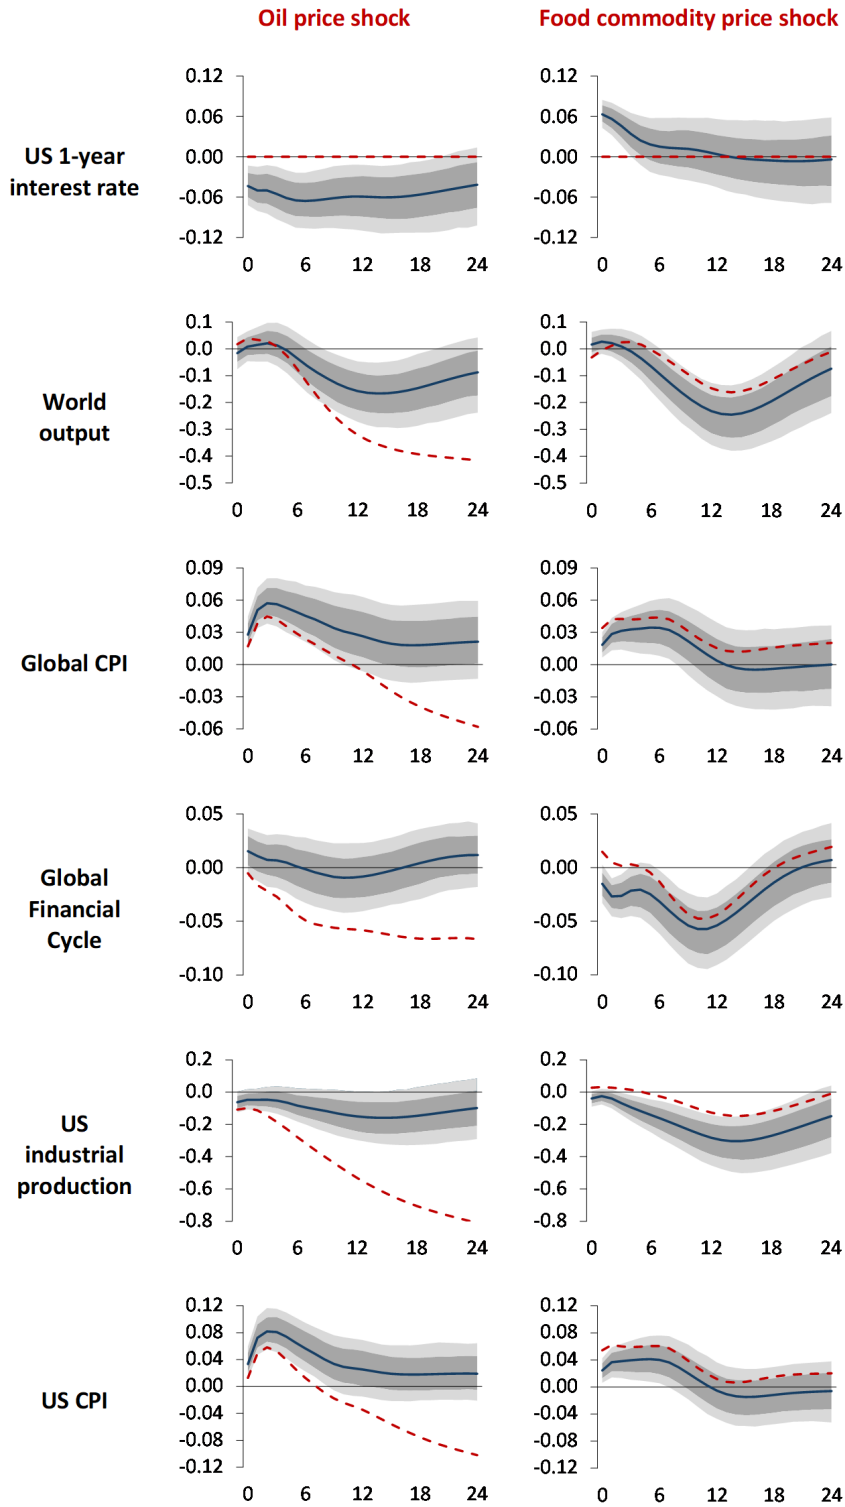 Oil price shock
Food commodity price shock
US 1-year
interest rate
0.12
0.06
0.00
-0.06
-0.12
0 6 12 18 24
0.12
0.06
0.00
-0.06
-0.12
0 6 12 18 24
World
output
0.1
0.0
-0.1
-0.2
-0.3
-0.4
-0.5
0 6 12 18 24
0.1
0.0
-0.1
-0.2
-0.3
-0.4
-0.5
0 6 12 18 24
Global CPI
0.09
0.06
0.03
0.00
-0.03
-0.06
0 6 12 18 24
0.09
0.06
0.03
0.00
-0.03
-0.06
0 6 12 18 24
Global
Financial
Cycle
0.05
0.00
-0.05
-0.10
0 6 12 18 24
0.05
0.00
-0.05
-0.10
0 6 12 18 24
US
industrial
production
0.2
0.0
-0.2
-0.4
-0.6
-0.8
0 6 12 18 24
0.2
0.0
-0.2
-0.4
-0.6
-0.8
0 6 12 18 24
US CPI
0.12
0.08
0.04
0.00
-0.04
-0.08
-0.12
0 6 12 18 24
0.12
0.08
0.04
0.00
-0.04
-0.08
-0.12
0 6 12 18 24